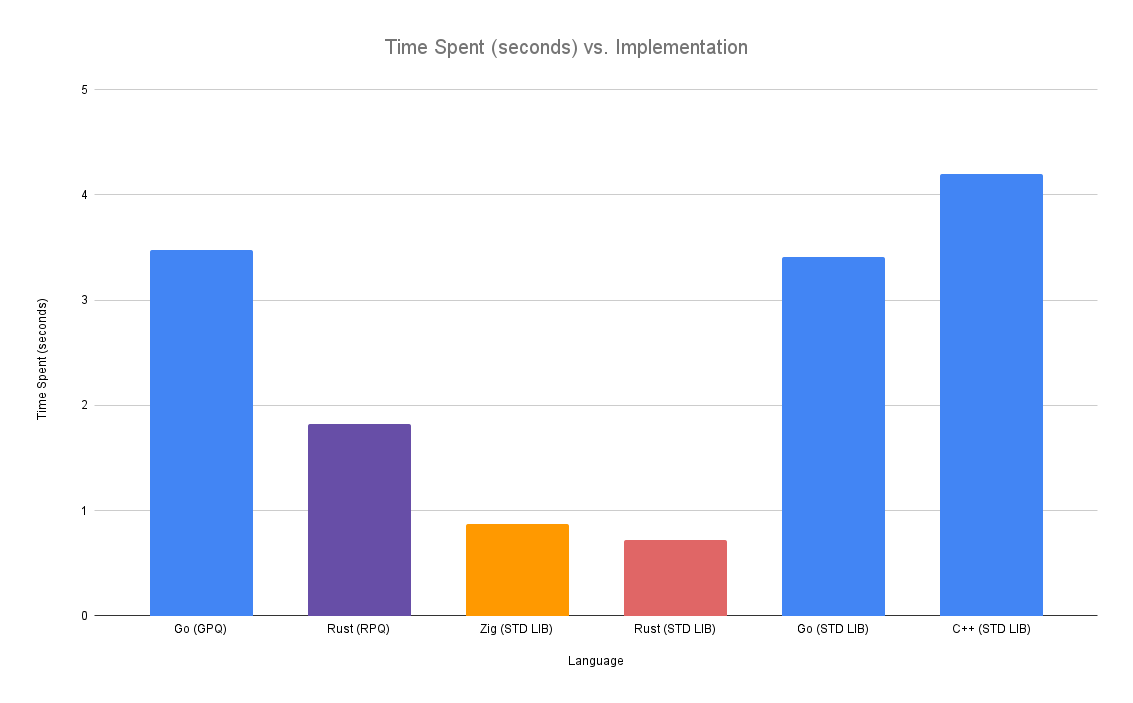 Time Spent (seconds) vs. Implementation
5
4
3
2
1
0
Time Spent (seconds)
Go (GPQ)
Rust (RPQ)
Zig (STD LIB)
Rust (STD LIB)
Go (STD LIB)
C++ (STD LIB)
Language